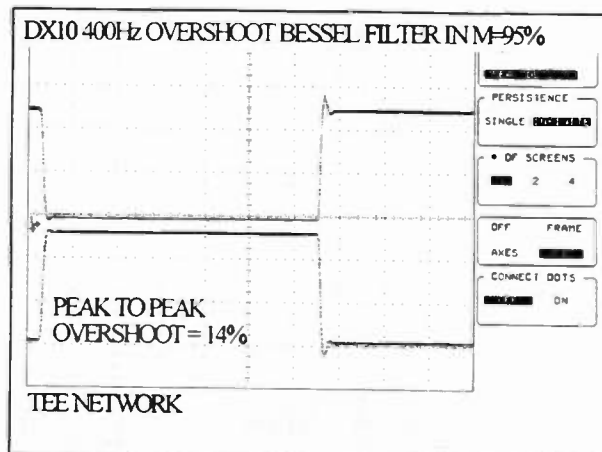 DX10 400Hz OVERSHOOT BESSEL FILTER IN M=95%
PERSISTENCE
SINGLE
# OF SCREENS
2 4
OFF FRAME
AXES
CONNECT DOTS
ON
PEAK TO PEAK
OVERSHOOT = 14%
TEE NETWORK